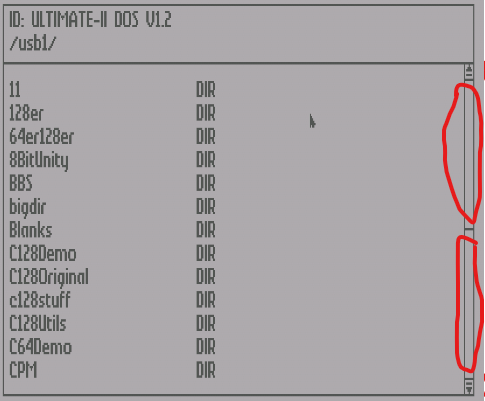 ID: ULTIMATE-II DOS V1.2
/usb1/
11 DIR
128er DIR
64er128er DIR
8BitUnity DIR
BBS DIR
bigdir DIR
Blanks DIR
C128Demo DIR
C128Original DIR
c128stuff DIR
C128Utils DIR
C64Demo DIR
CPM DIR